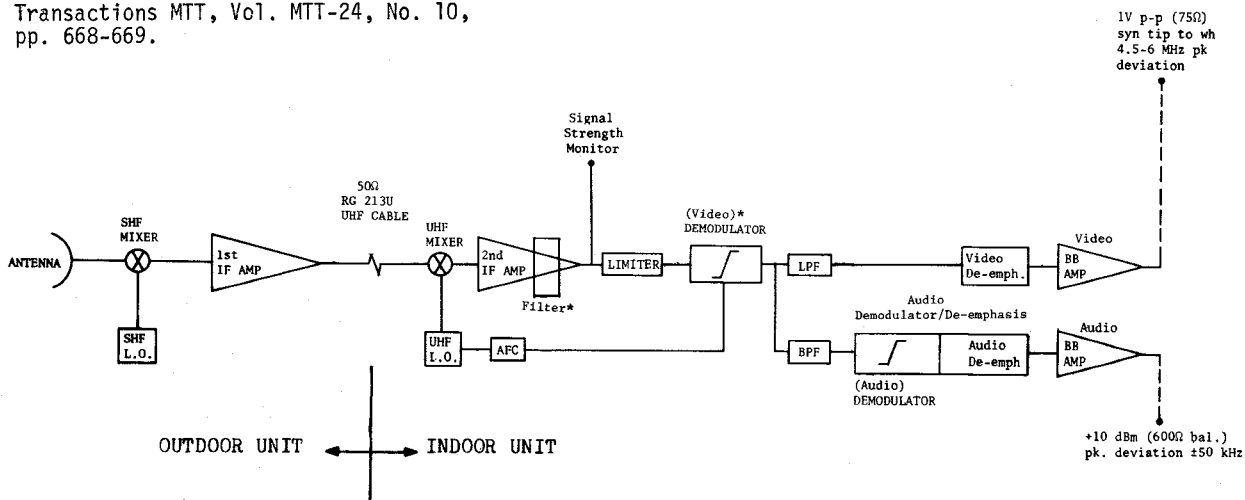 Transactions MTT, Vol. MTT-24, No. 10,
pp. 668-669.
1V p-p (75Ω)
syn tip to wh
4.5-6 MHz pk
deviation
Signal
Strength
Monitor
50Ω
RG 213U
UHF CABLE
(Video)*
DEMODULATOR
SHF
MIXER
UHF
MIXER
ANTENNA
1st
IF AMP
2nd
IF AMP
Filter*
LIMITER
LPF
Video
De-emph.
Video
BB
AMP
SHF
L.O.
UHF
L.O.
AFC
Audio
Demodulator/De-emphasis
BPF
Audio
De-emph
Audio
BB
AMP
(Audio)
DEMODULATOR
OUTDOOR UNIT
INDOOR UNIT
+10 dBm (600Ω bal.)
pk. deviation ±50 kHz